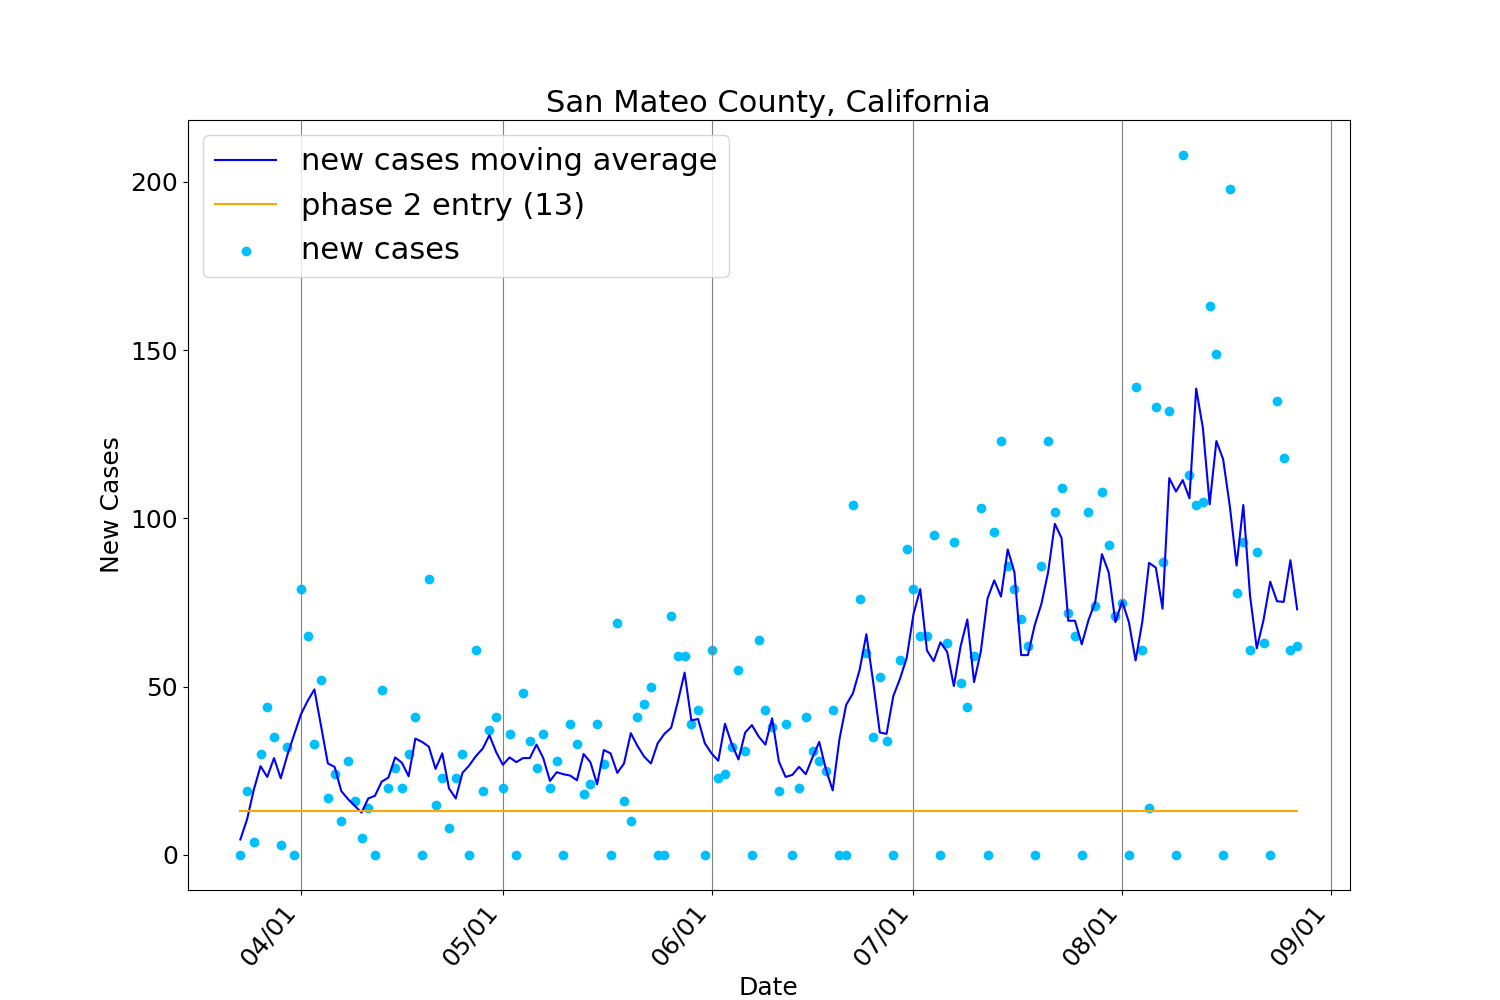 San Mateo County, California
new cases moving average
phase 2 entry (13)
new cases
200
150
100
50
0
New Cases
04/01
05/01
06/01
07/01
08/01
09/01
Date